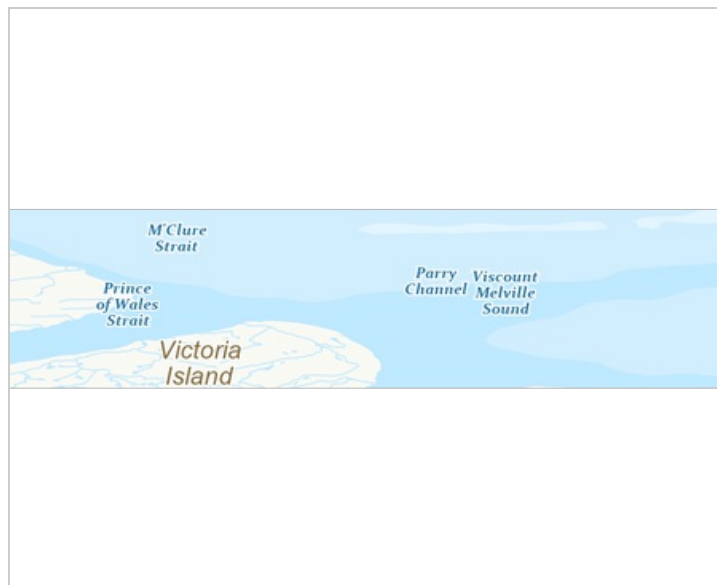 M'Clure
Strait
Parry
Channel
Viscount
Melville
Sound
Prince
of Wales
Strait
Victoria
Island